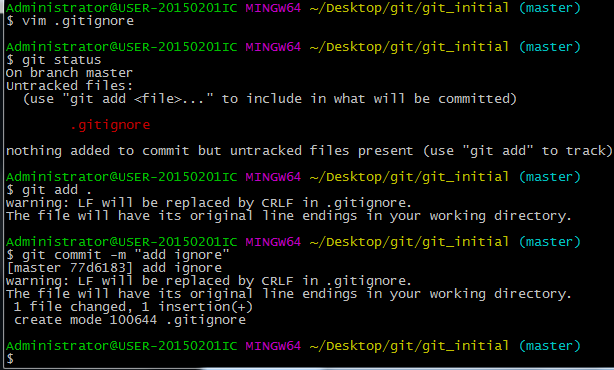 Administrator@USER-20150201IC MINGW64 ~/Desktop/git/git_initial (master)
$ vim .gitignore
Administrator@USER-20150201IC MINGW64 ~/Desktop/git/git_initial (master)
$ git status
On branch master
Untracked files:
  (use "git add <file>..." to include in what will be committed)
        .gitignore
nothing added to commit but untracked files present (use "git add" to track)
Administrator@USER-20150201IC MINGW64 ~/Desktop/git/git_initial (master)
$ git add .
warning: LF will be replaced by CRLF in .gitignore.
The file will have its original line endings in your working directory.
Administrator@USER-20150201IC MINGW64 ~/Desktop/git/git_initial (master)
$ git commit -m "add ignore"
[master 77d6183] add ignore
warning: LF will be replaced by CRLF in .gitignore.
The file will have its original line endings in your working directory.
 1 file changed, 1 insertion(+)
 create mode 100644 .gitignore
Administrator@USER-20150201IC MINGW64 ~/Desktop/git/git_initial (master)
$